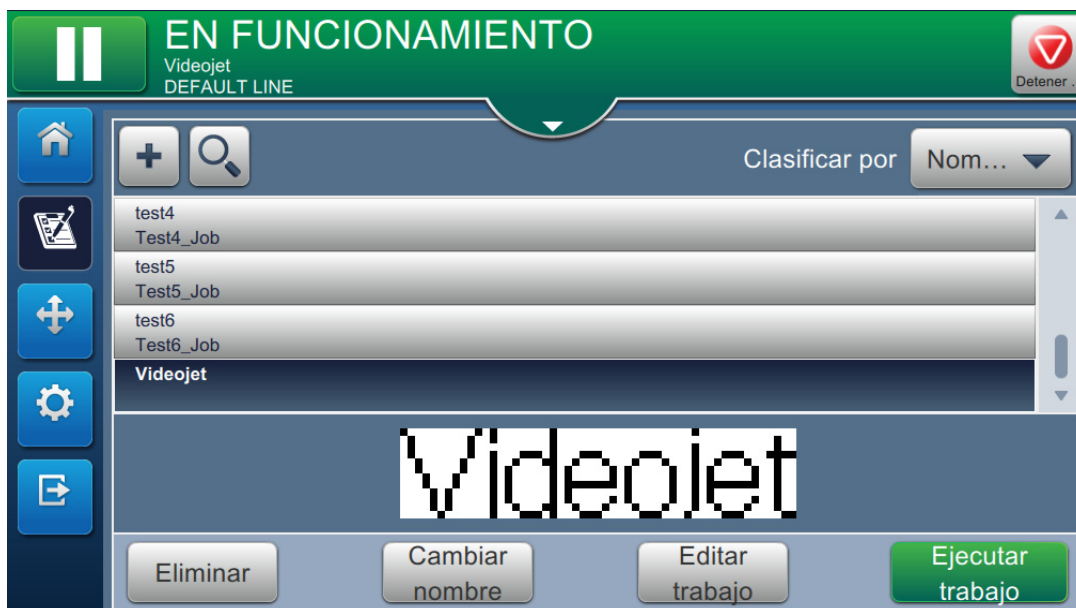 EN FUNCIONAMIENTO
Videojet
DEFAULT LINE
Detener ..
Clasificar por
Nom...
test4
Test4_Job
test5
Test5_Job
test6
Test6_Job
Videojet
Videojet
Eliminar
Cambiar
nombre
Editar
trabajo
Ejecutar
trabajo